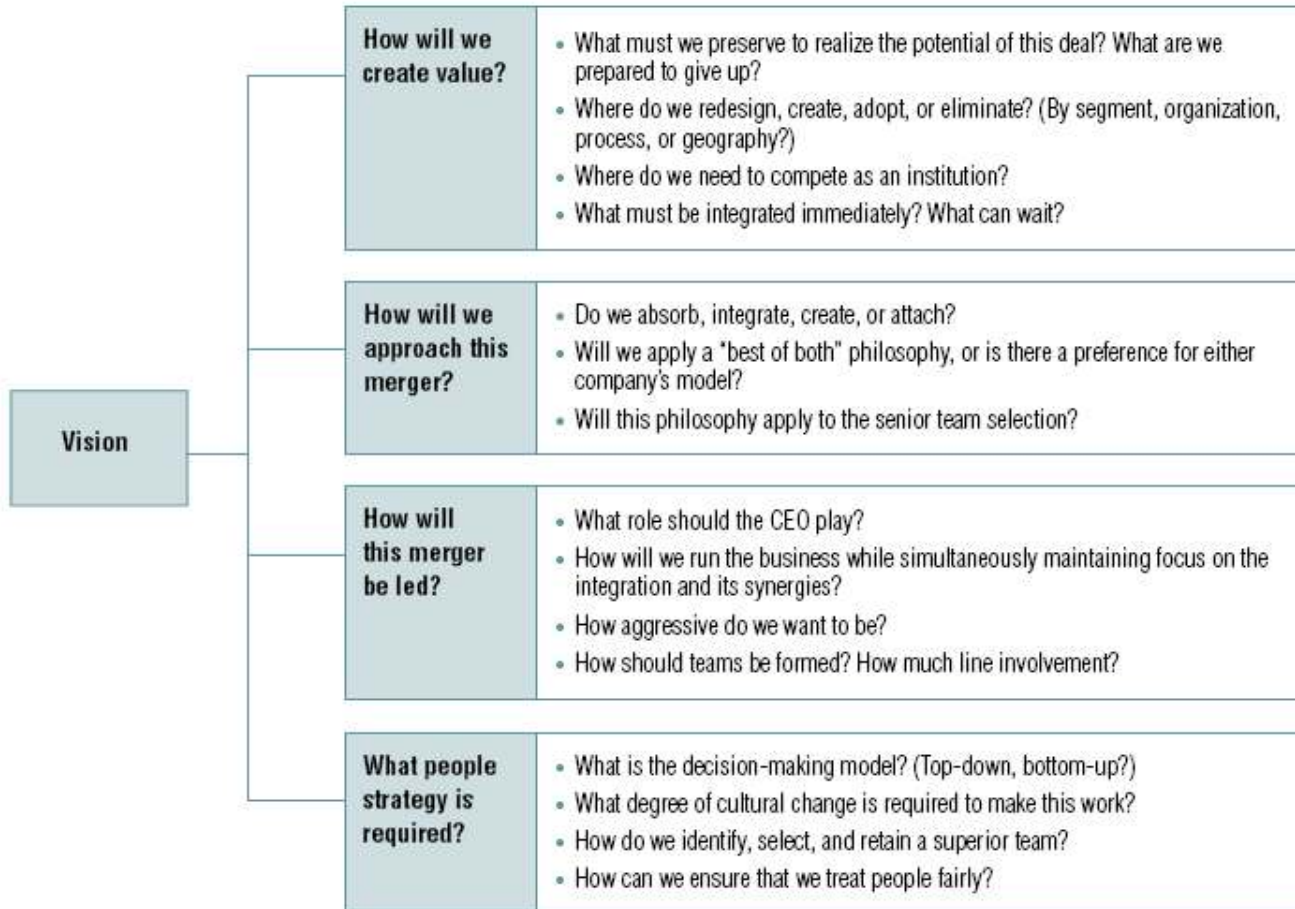 Vision
How will we
create value?
• What must we preserve to realize the potential of this deal? What are we
prepared to give up?
• Where do we redesign, create, adopt, or eliminate? (By segment, organization,
process, or geography?)
• Where do we need to compete as an institution?
• What must be integrated immediately? What can wait?
How will we
approach this
merger?
• Do we absorb, integrate, create, or attach?
• Will we apply a “best of both” philosophy, or is there a preference for either
company’s model?
• Will this philosophy apply to the senior team selection?
How will
this merger
be led?
• What role should the CEO play?
• How will we run the business while simultaneously maintaining focus on the
integration and its synergies?
• How aggressive do we want to be?
• How should teams be formed? How much line involvement?
What people
strategy is
required?
• What is the decision-making model? (Top-down, bottom-up?)
• What degree of cultural change is required to make this work?
• How do we identify, select, and retain a superior team?
• How can we ensure that we treat people fairly?